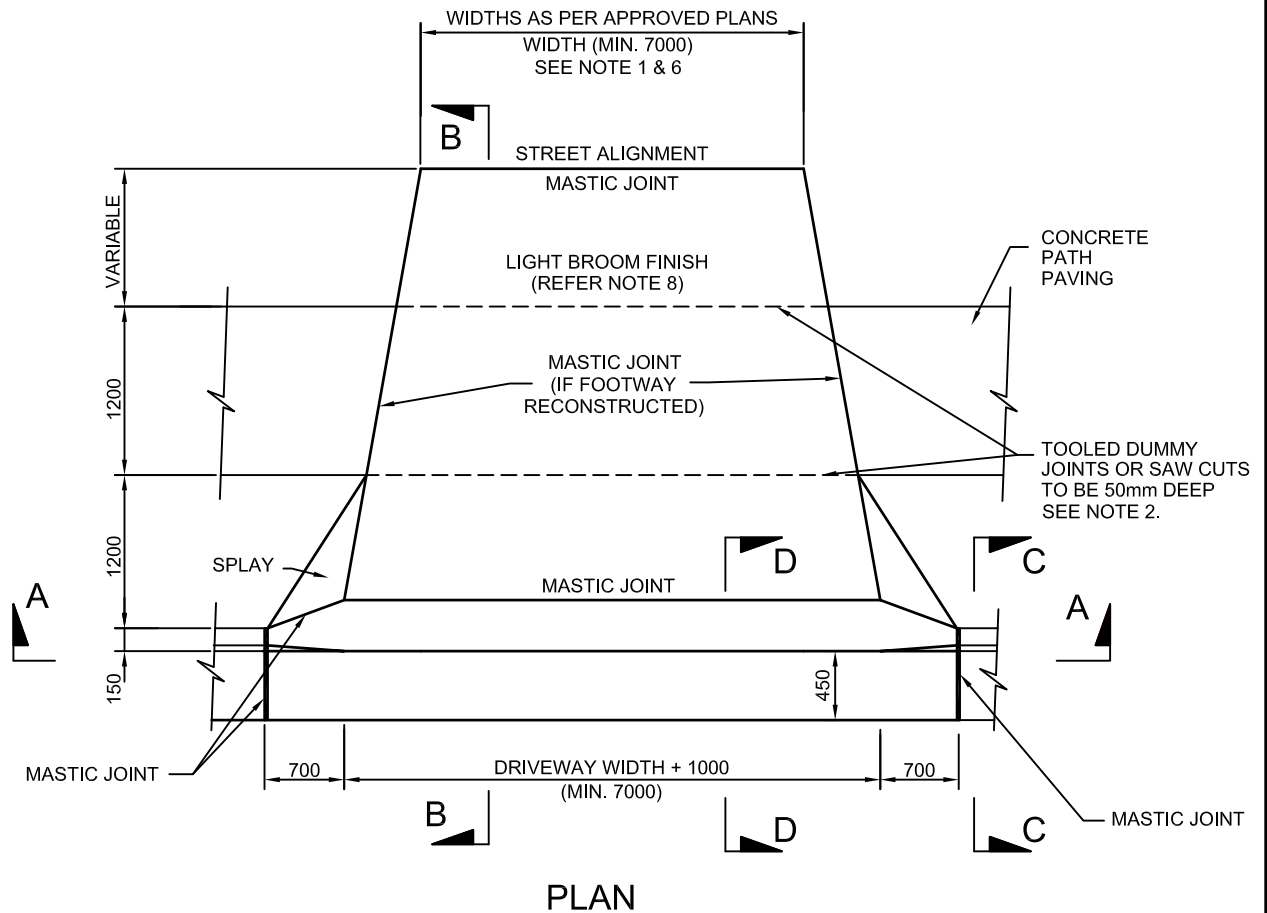 WIDTHS AS PER APPROVED PLANS
WIDTH (MIN. 7000)
SEE NOTE 1 & 6
B
STREET ALIGNMENT
MASTIC JOINT
VARIABLE
LIGHT BROOM FINISH
(REFER NOTE 8)
CONCRETE
PATH
PAVING
1200
MASTIC JOINT
(IF FOOTWAY
RECONSTRUCTED)
TOOLED DUMMY
JOINTS OR SAW CUTS
TO BE 50mm DEEP
SEE NOTE 2.
1200
SPLAY
D
C
MASTIC JOINT
A
A
150
450
MASTIC JOINT
700
DRIVEWAY WIDTH + 1000
(MIN. 7000)
700
B
D
C
MASTIC JOINT
PLAN